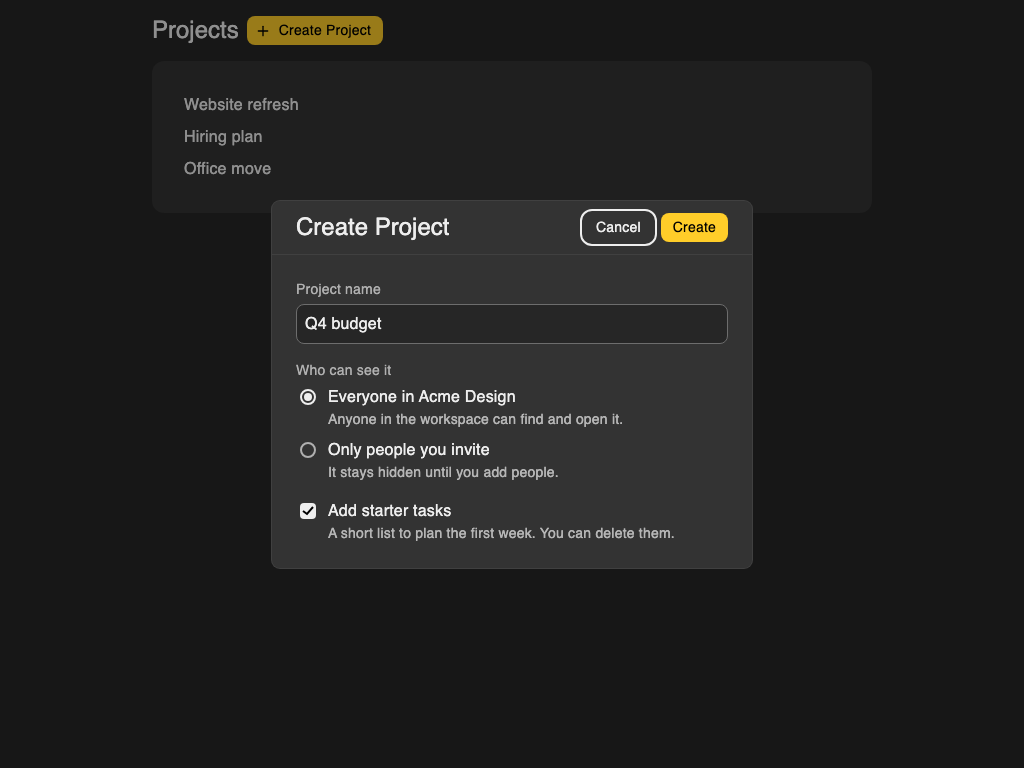 Projects
Create Project
Website refresh
Hiring plan
Office move
Create Project
Cancel
Create
Project name
Q4 budget
Who can see it
Everyone in Acme Design
Anyone in the workspace can find and open it.
Only people you invite
It stays hidden until you add people.
Add starter tasks
A short list to plan the first week. You can delete them.